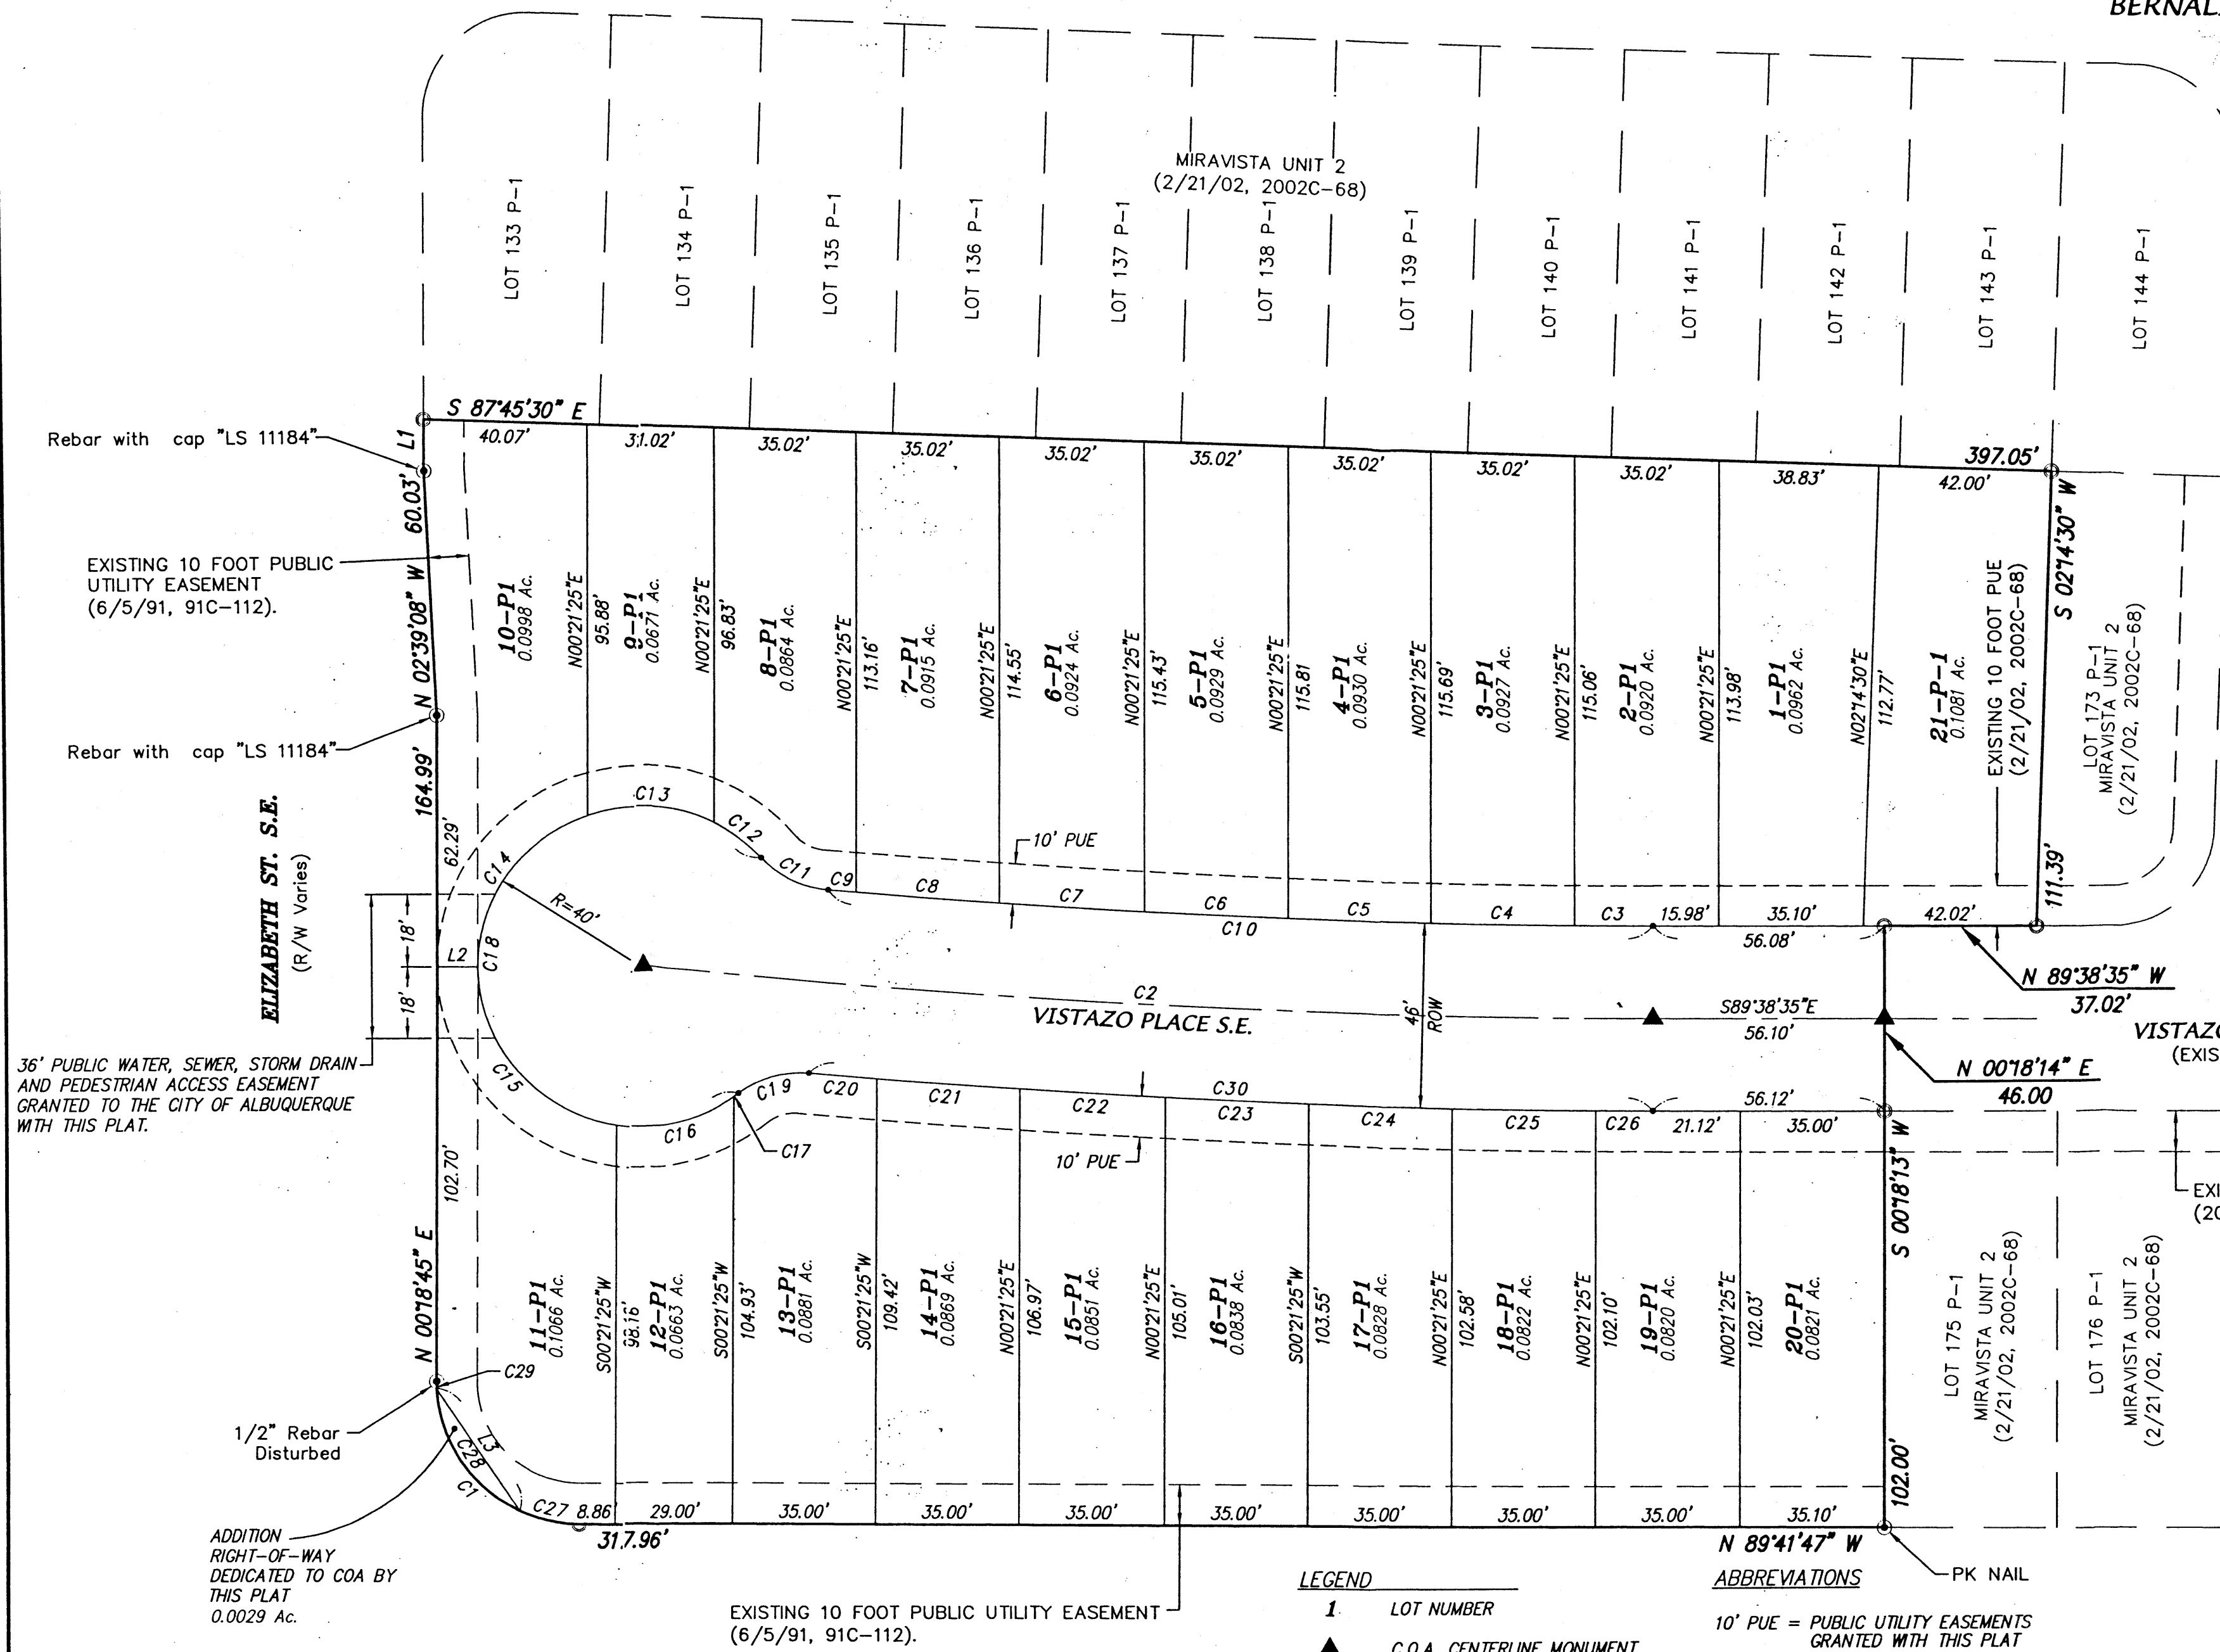 BERNAL
MIRAVISTA UNIT 2
(2/21/02, 2002C-68)
LOT 133 P-1
LOT 134 P-1
LOT 135 P-1
LOT 136 P-1
LOT 137 P-1
LOT 138 P-1
LOT 139 P-1
LOT 140 P-1
LOT 141 P-1
LOT 142 P-1
LOT 143 P-1
LOT 144 P-1
S 87°45'30" E
397.05'
40.07'
31.02'
35.02'
35.02'
35.02'
35.02'
35.02'
35.02'
35.02'
38.83'
42.00'
Rebar with cap "LS 11184"
L1
60.03'
N 02°39'08" W
EXISTING 10 FOOT PUBLIC
UTILITY EASEMENT
(6/5/91, 91C-112).
Rebar with cap "LS 11184"
164.99'
62.29'
ELIZABETH ST. S.E.
(R/W Varies)
10-P1
0.0998 Ac.
N00°21'25"E
95.88'
9-P1
0.0671 Ac.
N00°21'25"E
96.83'
8-P1
0.0864 Ac.
N00°21'25"E
113.16'
7-P1
0.0915 Ac.
N00°21'25"E
114.55'
6-P1
0.0924 Ac.
N00°21'25"E
115.43'
5-P1
0.0929 Ac.
N00°21'25"E
115.81
4-P1
0.0930 Ac.
N00°21'25"E
115.69'
3-P1
0.0927 Ac.
N00°21'25"E
115.06'
2-P1
0.0920 Ac.
N00°21'25"E
113.98'
1-P1
0.0962 Ac.
N02°14'30"E
112.77'
21-P-1
0.1081 Ac.
EXISTING 10 FOOT PUE
(2/21/02, 2002C-68)
S 02°14'30" W
111.39'
LOT 173 P-1
MIRAVISTA UNIT 2
(2/21/02, 2002C-68)
C13
C12
C11
C9
C14
R=40'
10' PUE
C8
C7
C6
C5
C10
C4
C3
15.98'
35.10'
42.02'
56.08'
18'
18'
L2
C18
C2
VISTAZO PLACE S.E.
46'
ROW
S89°38'35"E
56.10'
N 89°38'35" W
37.02'
VISTAZ
(EXIS
N 00°18'14" E
46.00
36' PUBLIC WATER, SEWER, STORM DRAIN
AND PEDESTRIAN ACCESS EASEMENT
GRANTED TO THE CITY OF ALBUQUERQUE
WITH THIS PLAT.
C15
C16
C17
C19
C20
C21
C22
C30
C23
C24
C25
C26
21.12'
56.12'
35.00'
10' PUE
102.70'
N 00°18'45" E
11-P1
0.1066 Ac.
S00°21'25"W
98.16'
12-P1
0.0663 Ac.
S00°21'25"W
104.93'
13-P1
0.0881 Ac.
S00°21'25"W
109.42'
14-P1
0.0869 Ac.
N00°21'25"E
106.97'
15-P1
0.0851 Ac.
N00°21'25"E
105.01'
16-P1
0.0838 Ac.
S00°21'25"W
103.55'
17-P1
0.0828 Ac.
N00°21'25"E
102.58'
18-P1
0.0822 Ac.
N00°21'25"E
102.10'
19-P1
0.0820 Ac.
N00°21'25"E
102.03'
20-P1
0.0821 Ac.
S 00°18'13" W
102.00'
LOT 175 P-1
MIRAVISTA UNIT 2
(2/21/02, 2002C-68)
LOT 176 P-1
MIRAVISTA UNIT 2
(2/21/02, 2002C-68)
EXI
(20
C29
1/2" Rebar
Disturbed
L3
C28
C1
C27
8.86'
29.00'
35.00'
35.00'
35.00'
35.00'
35.00'
35.00'
35.00'
35.10'
317.96'
N 89°41'47" W
PK NAIL
ADDITION
RIGHT-OF-WAY
DEDICATED TO COA BY
THIS PLAT
0.0029 Ac.
EXISTING 10 FOOT PUBLIC UTILITY EASEMENT
(6/5/91, 91C-112).
LEGEND
1 LOT NUMBER
C.O.A. CENTERLINE MONUMENT
ABBREVIATIONS
10' PUE = PUBLIC UTILITY EASEMENTS
GRANTED WITH THIS PLAT